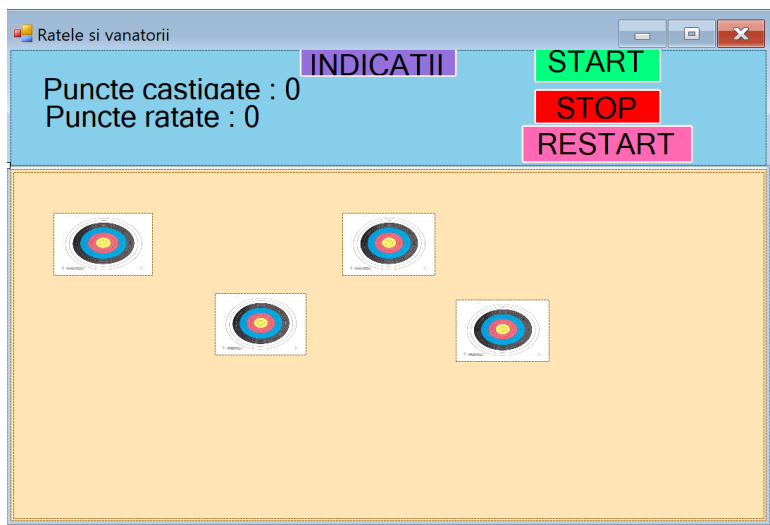 Ratele si vanatorii
INDICATII
START
Puncte castigate : 0
Puncte ratate : 0
STOP
RESTART